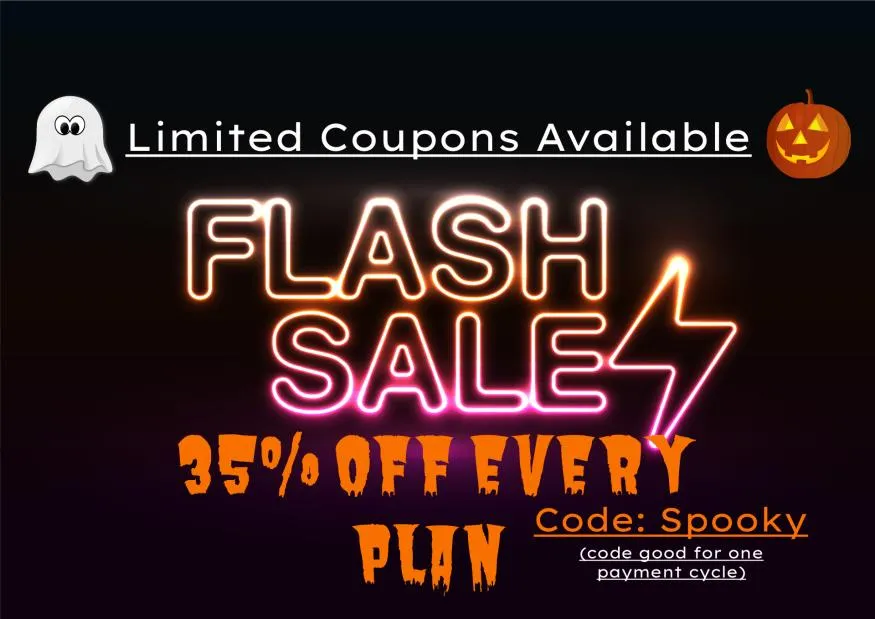 Limited Coupons Available
FLASH
SALE
35% OFF EVERY
PLAN
Code: Spooky
(code good for one
payment cycle)